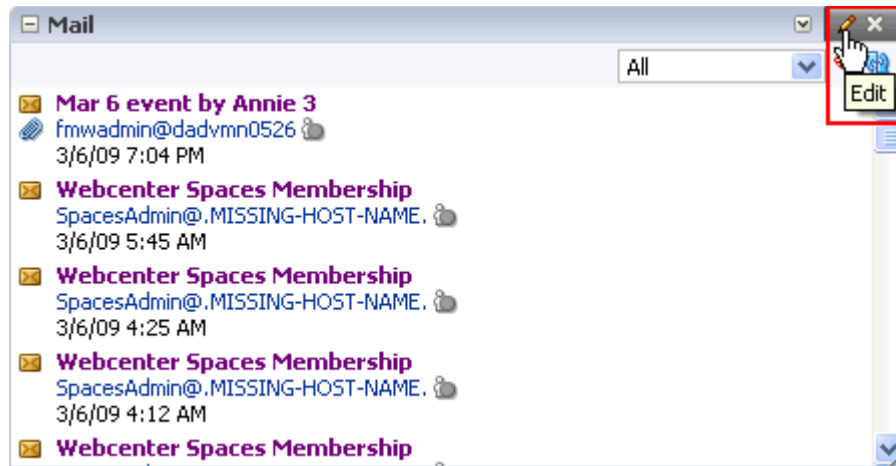 Mail
All
Edit
Mar 6 event by Annie 3
fmwadmin@dadvmn0526
3/6/09 7:04 PM
Webcenter Spaces Membership
SpacesAdmin@.MISSING-HOST-NAME.
3/6/09 5:45 AM
Webcenter Spaces Membership
SpacesAdmin@.MISSING-HOST-NAME.
3/6/09 4:25 AM
Webcenter Spaces Membership
SpacesAdmin@.MISSING-HOST-NAME.
3/6/09 4:12 AM
Webcenter Spaces Membership